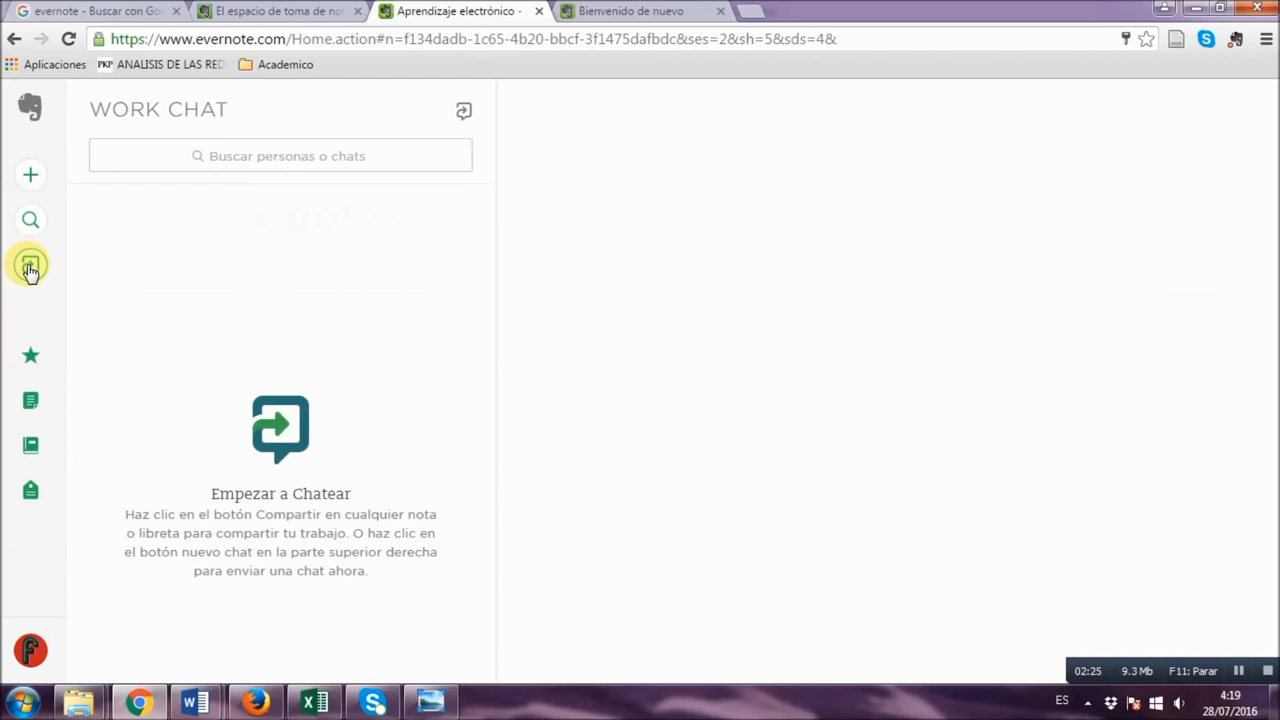 evernote - Buscar con Goo
El espacio de toma de no
Aprendizaje electrónico -
Bienvenido de nuevo
https://www.evernote.com/Home.action#n=f134dadb-1c65-4b20-bbcf-3f1475dafbdc&ses=2&sh=5&sds=4&
Aplicaciones
PKP ANALISIS DE LAS RED
Academico
WORK CHAT
Buscar personas o chats
Empezar a Chatear
Haz clic en el botón Compartir en cualquier nota
o libreta para compartir tu trabajo. O haz clic en
el botón nuevo chat en la parte superior derecha
para enviar una chat ahora.
02:25 9.3 Mb F11: Parar
ES
4:19
28/07/2016